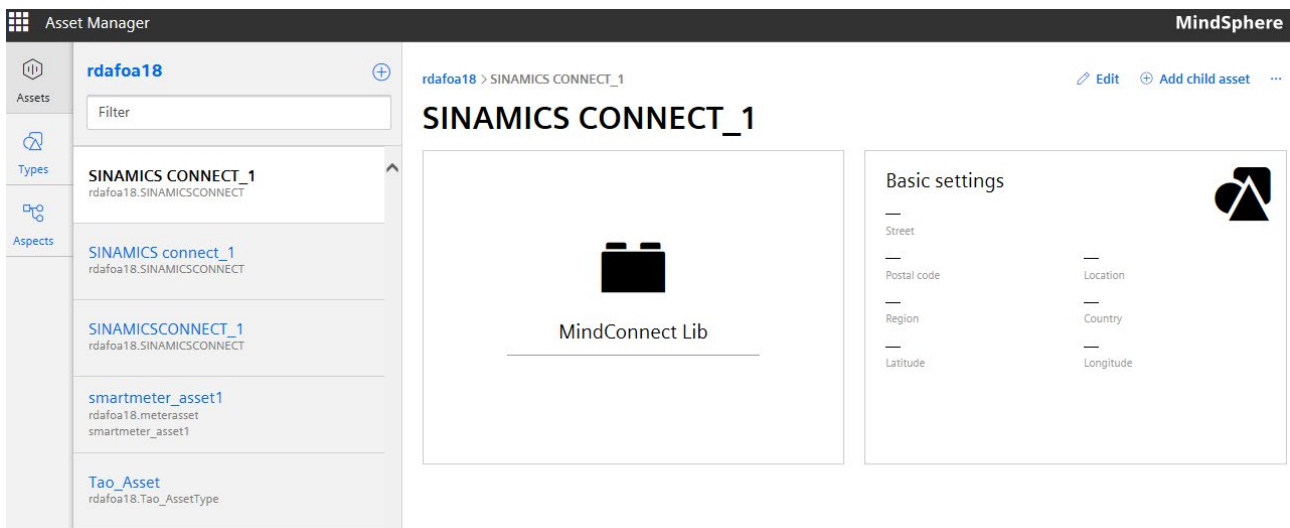 Asset Manager
MindSphere
Assets
Types
Aspects
rdafoa18
Filter
SINAMICS CONNECT_1
rdafoa18.SINAMICSCONNECT
SINAMICS connect_1
rdafoa18.SINAMICSCONNECT
SINAMICSCONNECT_1
rdafoa18.SINAMICSCONNECT
smartmeter_asset1
rdafoa18.meterasset
smartmeter_asset1
Tao_Asset
rdafoa18.Tao_AssetType
rdafoa18 > SINAMICS CONNECT_1
Edit
Add child asset
...
SINAMICS CONNECT_1
MindConnect Lib
Basic settings
—
Street
—
Postal code
—
Location
—
Region
—
Country
—
Latitude
—
Longitude